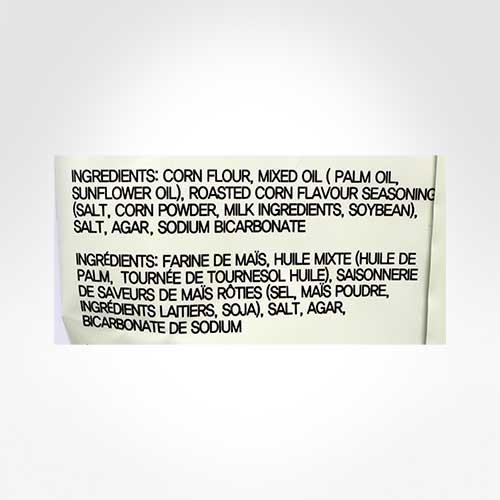 INGREDIENTS: CORN FLOUR, MIXED OIL ( PALM OIL,
SUNFLOWER OIL), ROASTED CORN FLAVOUR SEASONING
(SALT, CORN POWDER, MILK INGREDIENTS, SOYBEAN),
SALT, AGAR, SODIUM BICARBONATE
INGRÉDIENTS: FARINE DE MAÏS, HUILE MIXTE (HUILE DE
PALM, TOURNÉE DE TOURNESOL HUILE), SAISONNERIE
DE SAVEURS DE MAÏS RÔTIES (SEL, MAÏS POUDRE,
INGRÉDIENTS LAITIERS, SOJA), SALT, AGAR,
BICARBONATE DE SODIUM